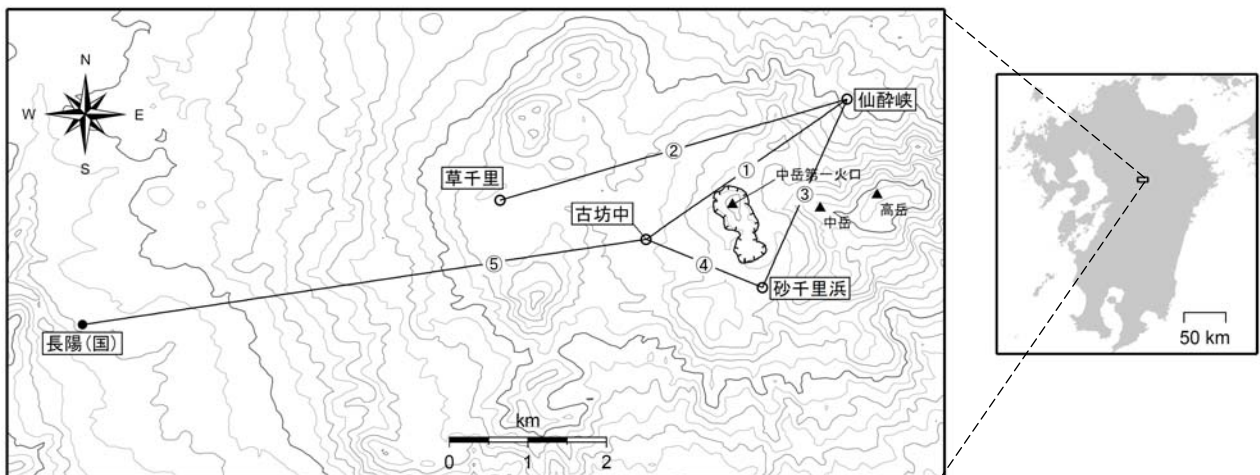 N
W E
S
仙酔峡
②
草千里
①
中岳第一火口
③
古坊中
中岳
高岳
⑤
④
砂千里浜
長陽(国)
km
0 1 2
50 km